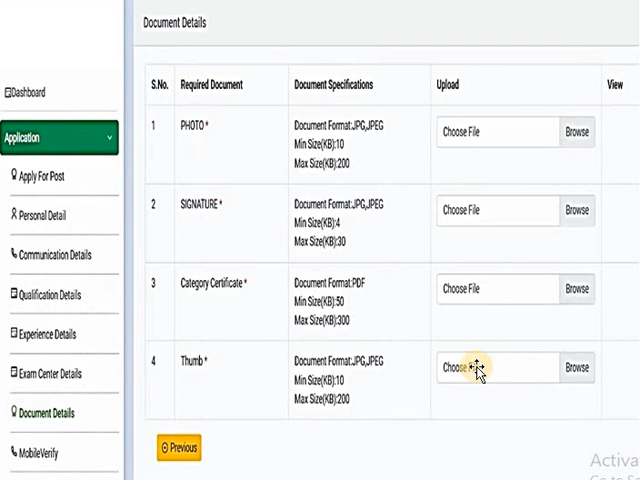 Document Details
Dashboard
Application
Apply For Post
Personal Detail
Communication Details
Qualification Details
Experience Details
Exam Center Details
Document Details
MobileVerify
S.No. Required Document Document Specifications Upload View
1 PHOTO* Document Format:JPG,JPEG Choose File Browse
Min Size(KB):10
Max Size(KB):200
2 SIGNATURE* Document Format:JPG,JPEG Choose File Browse
Min Size(KB):4
Max Size(KB):30
3 Category Certificate* Document Format:PDF Choose File Browse
Min Size(KB):50
Max Size(KB):300
4 Thumb* Document Format:JPG,JPEG Choose Browse
Min Size(KB):10
Max Size(KB):200
Previous
Activa